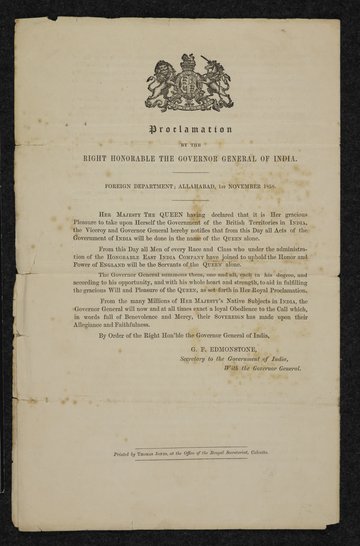 Proclamation
BY THE
RIGHT HONORABLE THE GOVERNOR GENERAL OF INDIA.
FOREIGN DEPARTMENT; ALLAHABAD, 1ST NOVEMBER 1858.
HER MAJESTY THE QUEEN having declared that it is Her gracious
Pleasure to take upon Herself the Government of the British Territories in INDIA,
the Viceroy and Governor General hereby notifies that from this Day all Acts of the
Government of INDIA will be done in the name of the QUEEN alone.
From this Day all Men of every Race and Class who under the administra-
tion of the HONORABLE EAST INDIA COMPANY have joined to uphold the Honor and
Power of ENGLAND will be the Servants of the QUEEN alone.
The Governor General summons them, one and all, each in his degree, and
according to his opportunity, and with his whole heart and strength, to aid in fulfilling
the gracious Will and Pleasure of the QUEEN, as set forth in Her Royal Proclamation.
From the many Millions of HER MAJESTY'S Native Subjects in INDIA, the
Governor General will now and at all times exact a loyal Obedience to the Call which,
in words full of Benevolence and Mercy, their SOVEREIGN has made upon their
Allegiance and Faithfulness.
By Order of the Right Hon'ble the Governor General of India,
G. F. EDMONSTONE,
Secretary to the Government of India,
With the Governor General.
Printed by THOMAS JONES, at the Office of the Bengal Secretariat, Calcutta.